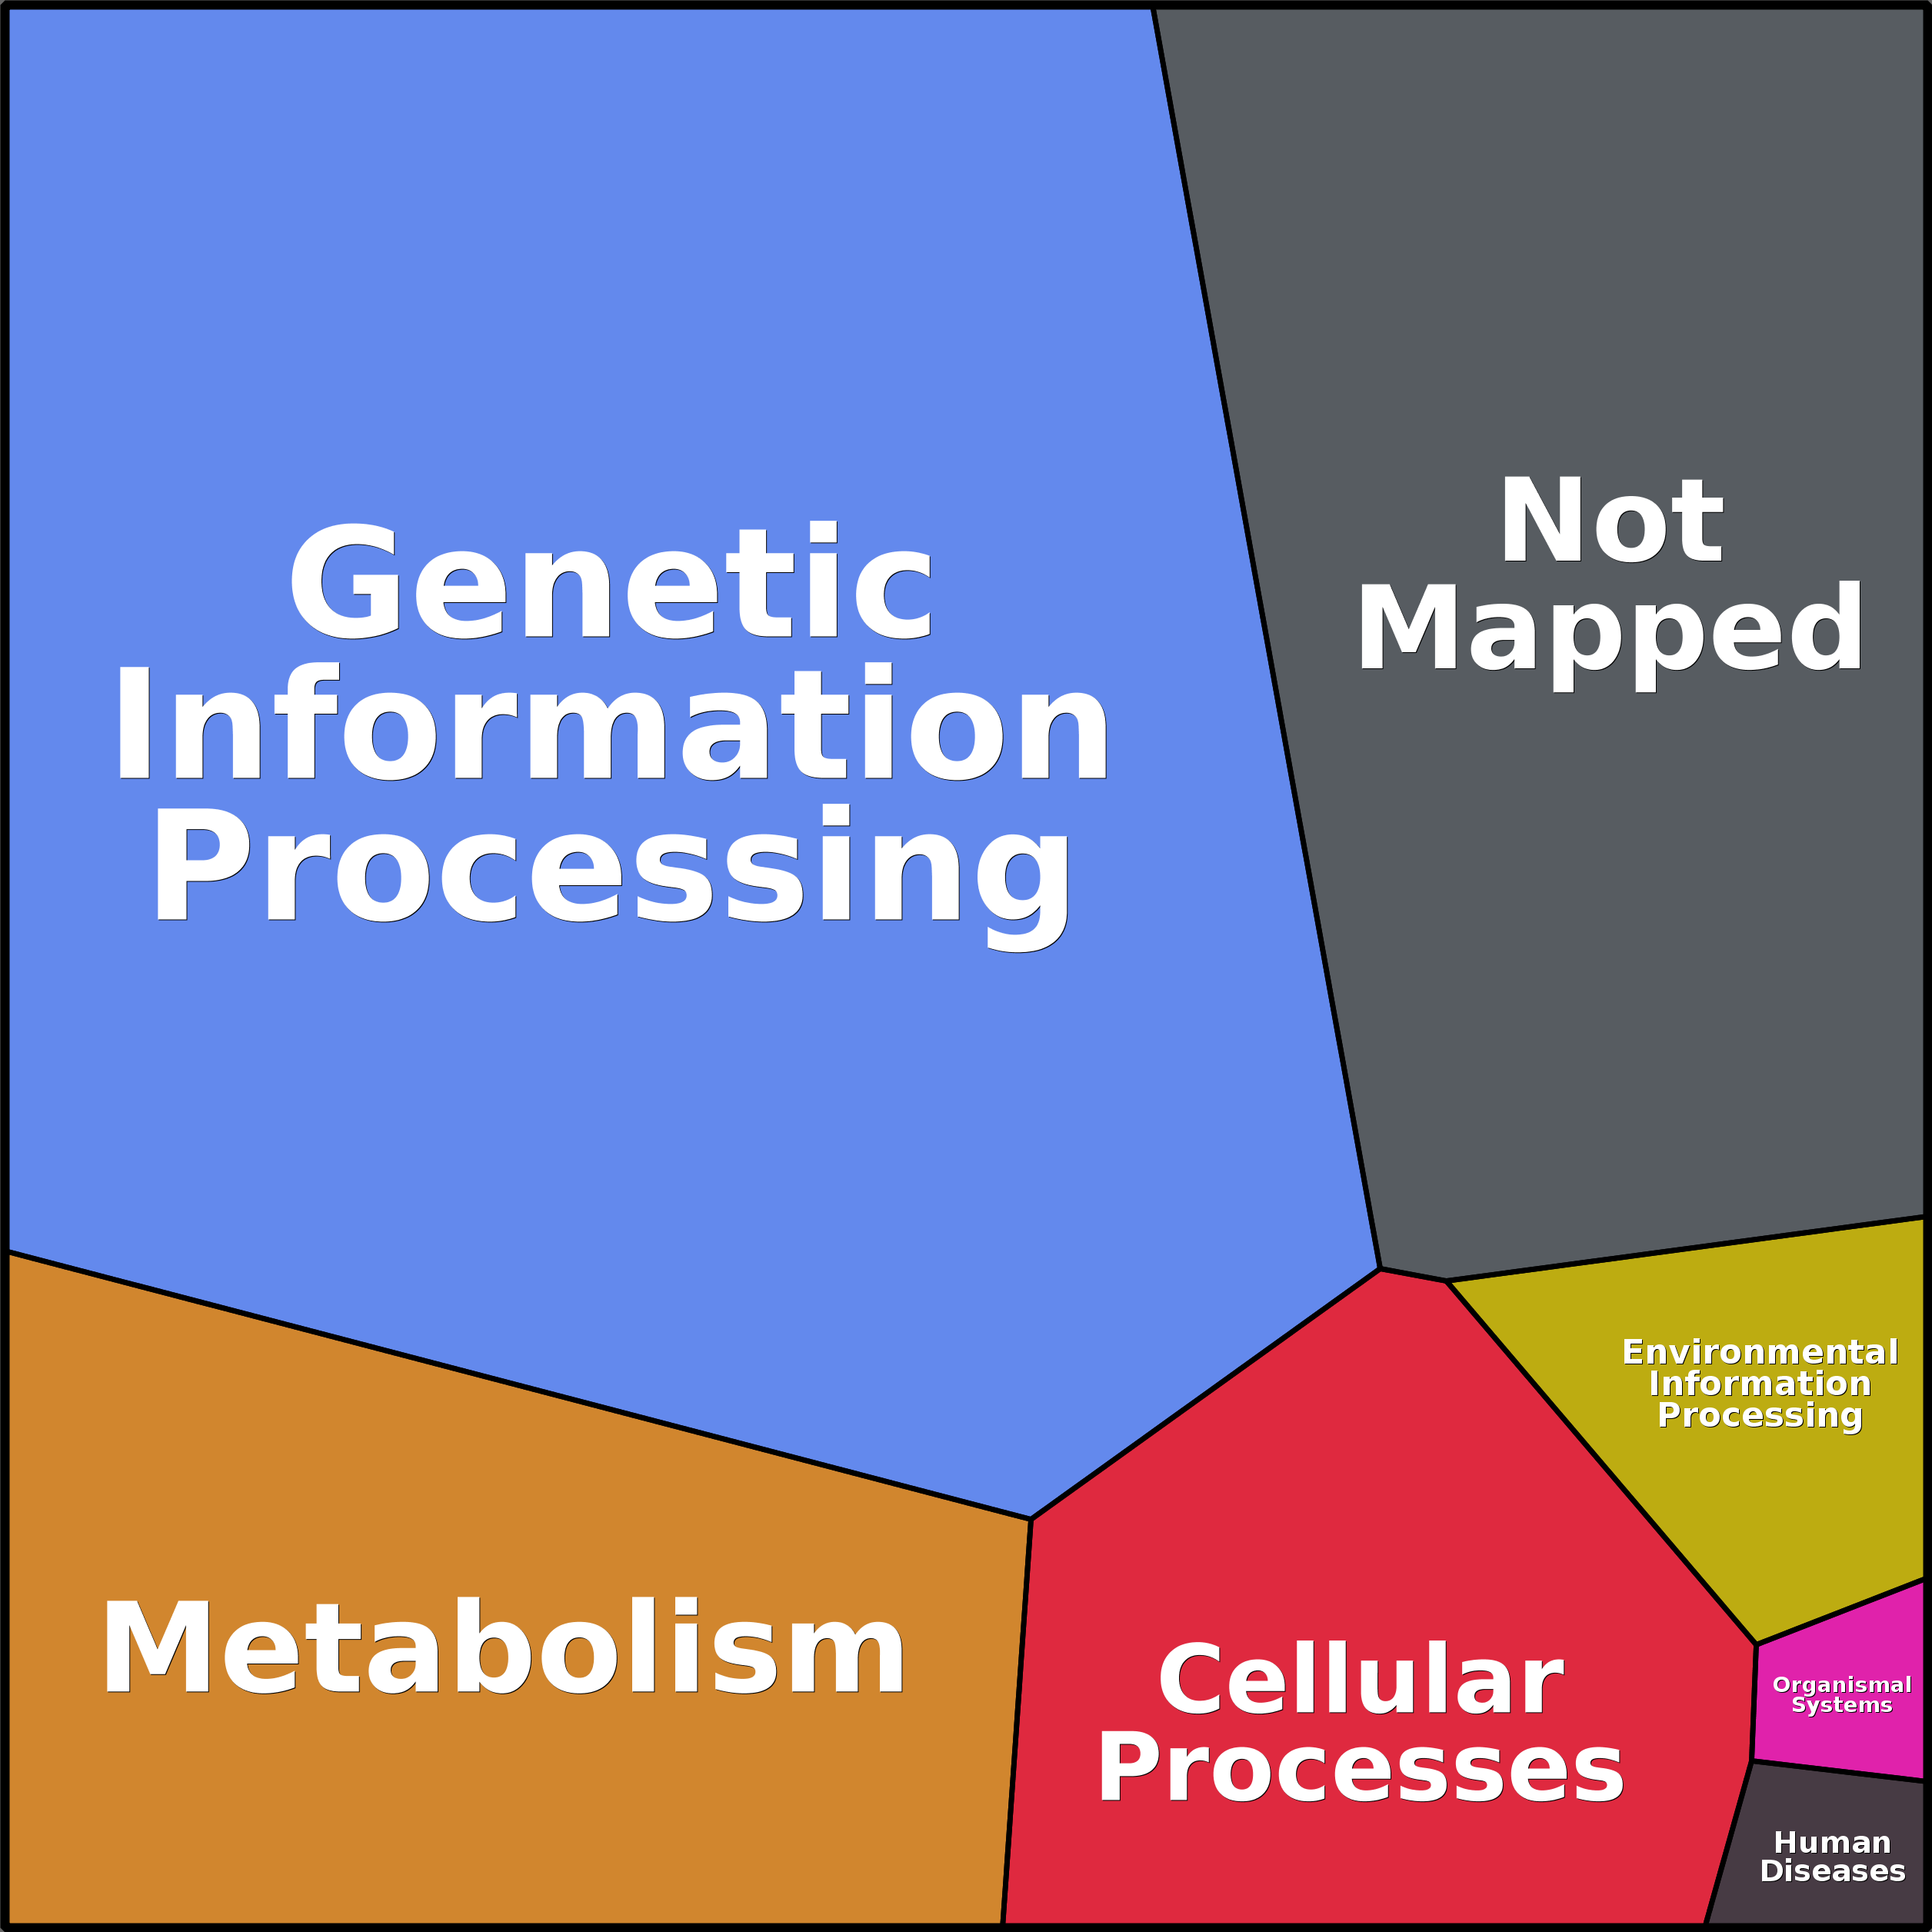 Genetic
Information
Processing
Not
Mapped
Environmental
Information
Processing
Metabolism
Cellular
Processes
Organismal
Systems
Human
Diseases